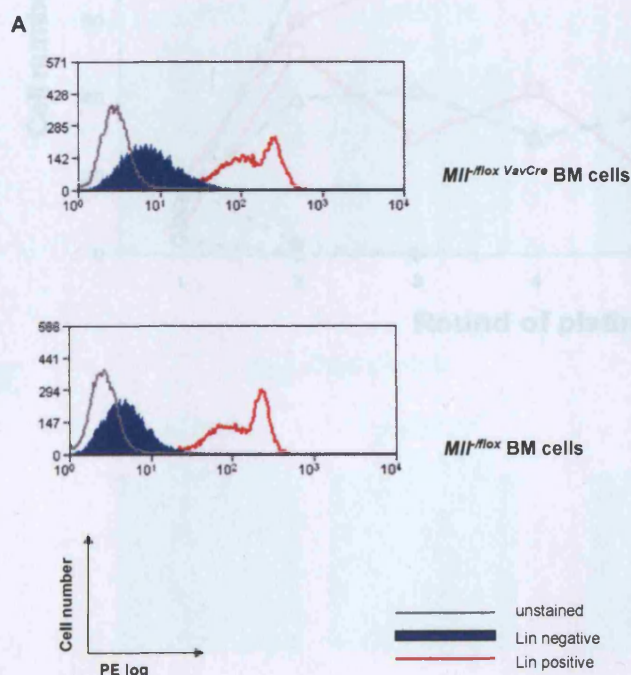 A
571
428
285
142
0
10⁰ 10¹ 10² 10³ 10⁴
Mll-/flox VavCre BM cells
Round of platin
588
441
294
147
0
10⁰ 10¹ 10² 10³ 10⁴
Mll-/flox BM cells
Cell number
PE log
unstained
Lin negative
Lin positive